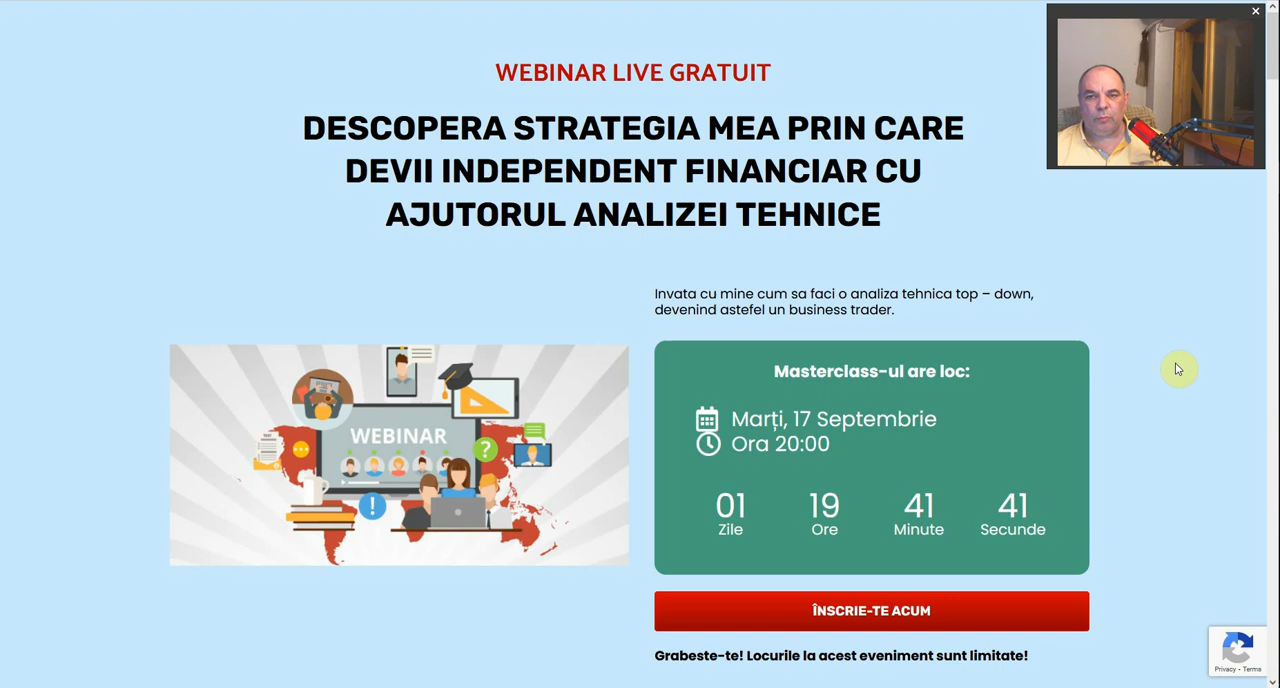 WEBINAR LIVE GRATUIT
DESCOPERA STRATEGIA MEA PRIN CARE
DEVII INDEPENDENT FINANCIAR CU
AJUTORUL ANALIZEI TEHNICE
Invata cu mine cum sa faci o analiza tehnica top – down,
devenind astefel un business trader.
WEBINAR
Masterclass-ul are loc:
Marți, 17 Septembrie
Ora 20:00
01 19 41 41
Zile Ore Minute Secunde
ÎNSCRIE-TE ACUM
Grabeste-te! Locurile la acest eveniment sunt limitate!
Privacy - Terms